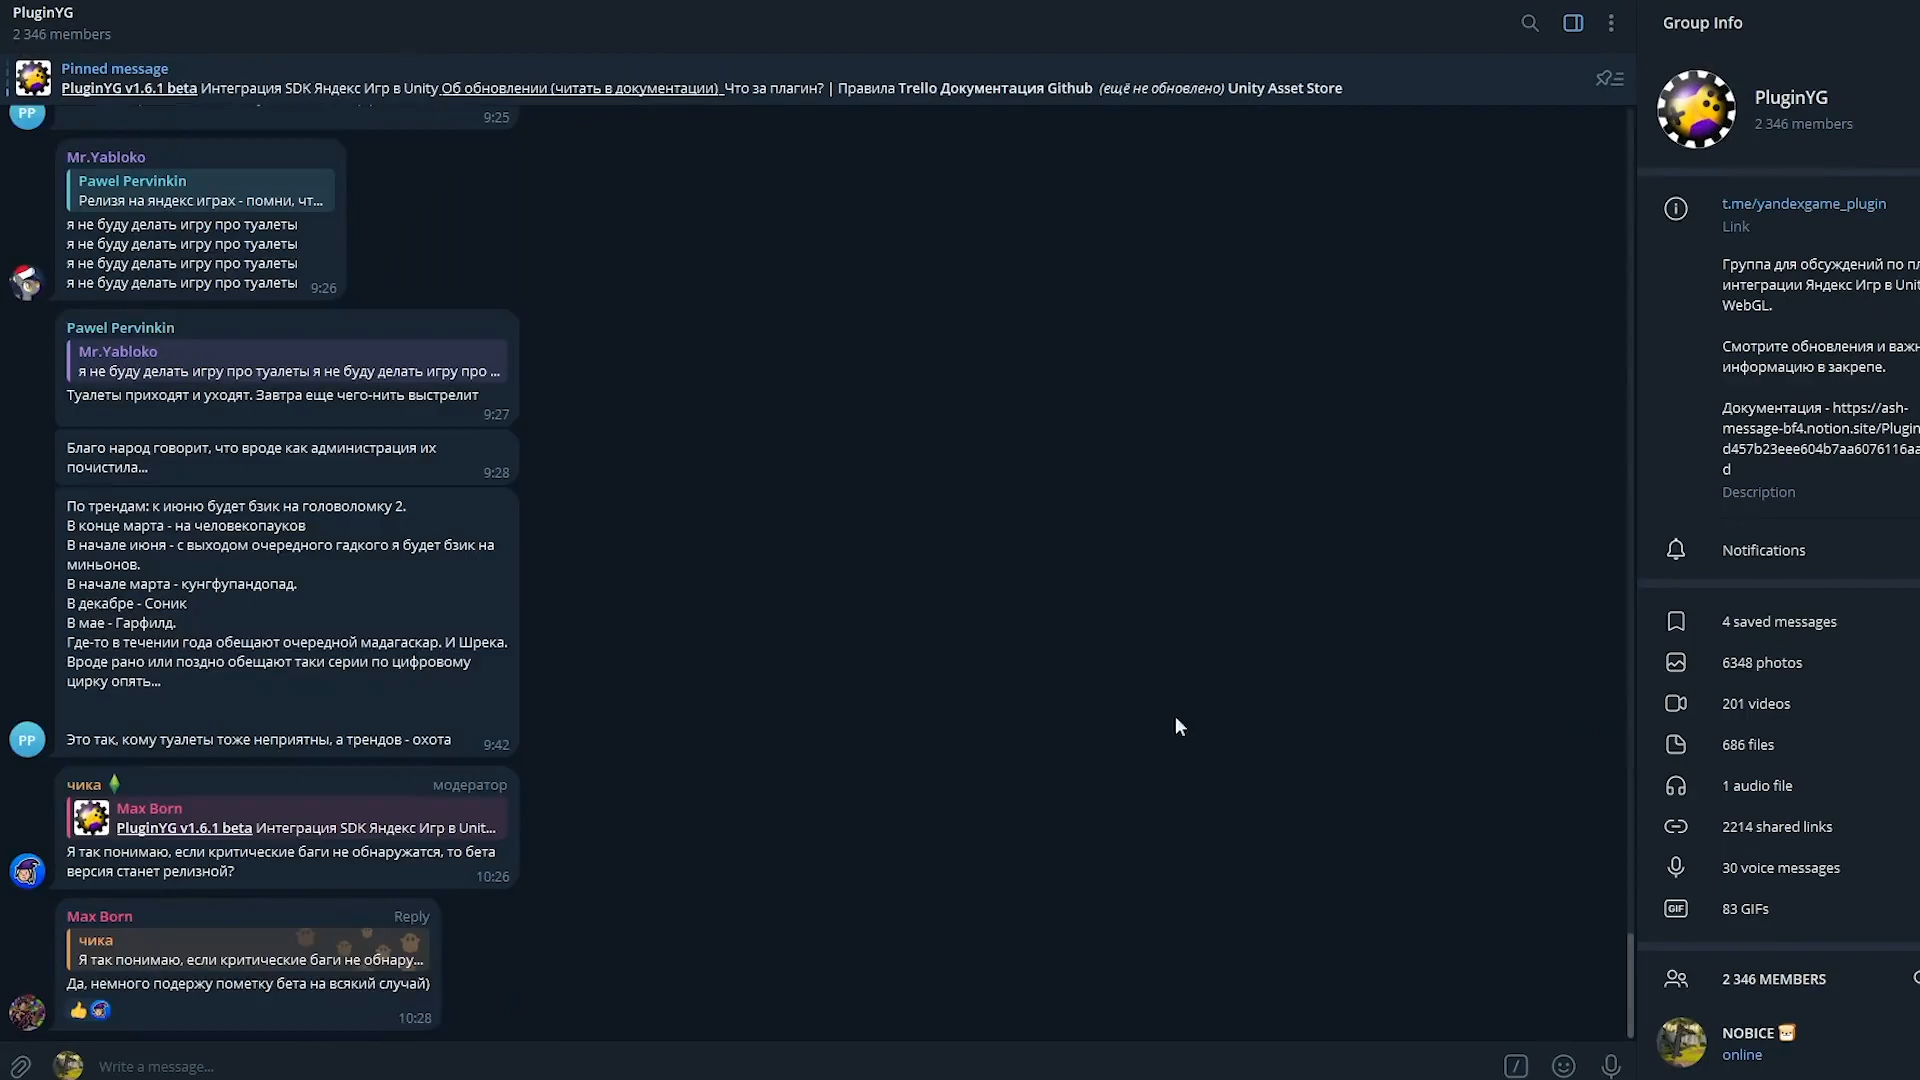 PluginYG
2 346 members
Pinned message
PluginYG v1.6.1 beta Интеграция SDK Яндекс Игр в Unity Об обновлении (читать в документации) Что за плагин? | Правила Trello Документация Github (ещё не обновлено) Unity Asset Store
PP
9:25
Mr.Yabloko
Pawel Pervinkin
Релизя на яндекс играх - помни, чт...
я не буду делать игру про туалеты
я не буду делать игру про туалеты
я не буду делать игру про туалеты
я не буду делать игру про туалеты
9:26
Pawel Pervinkin
Mr.Yabloko
я не буду делать игру про туалеты я не буду делать игру про ...
Туалеты приходят и уходят. Завтра еще чего-нить выстрелит
9:27
Благо народ говорит, что вроде как администрация их
почистила...
9:28
По трендам: к июню будет бзик на головоломку 2.
В конце марта - на человекопауков
В начале июня - с выходом очередного гадкого я будет бзик на
миньонов.
В начале марта - кунгфупандопад.
В декабре - Соник
В мае - Гарфилд.
Где-то в течении года обещают очередной мадагаскар. И Шрека.
Вроде рано или поздно обещают таки серии по цифровому
цирку опять...
Это так, кому туалеты тоже неприятны, а трендов - охота
9:42
PP
чика
модератор
Max Born
PluginYG v1.6.1 beta Интеграция SDK Яндекс Игр в Unit...
Я так понимаю, если критические баги не обнаружатся, то бета
версия станет релизной?
10:26
Max Born
Reply
чика
Я так понимаю, если критические баги не обнару...
Да, немного подержу пометку бета на всякий случай)
10:28
Write a message...
Group Info
PluginYG
2 346 members
t.me/yandexgame_plugin
Link
Группа для обсуждений по пл
интеграции Яндекс Игр в Unit
WebGL.
Смотрите обновления и важн
информацию в закрепе.
Документация - https://ash-
message-bf4.notion.site/Plugin
d457b23eee604b7aa6076116aa
d
Description
Notifications
4 saved messages
6348 photos
201 videos
686 files
1 audio file
2214 shared links
30 voice messages
GIF
83 GIFs
2 346 MEMBERS
NOBICE
online